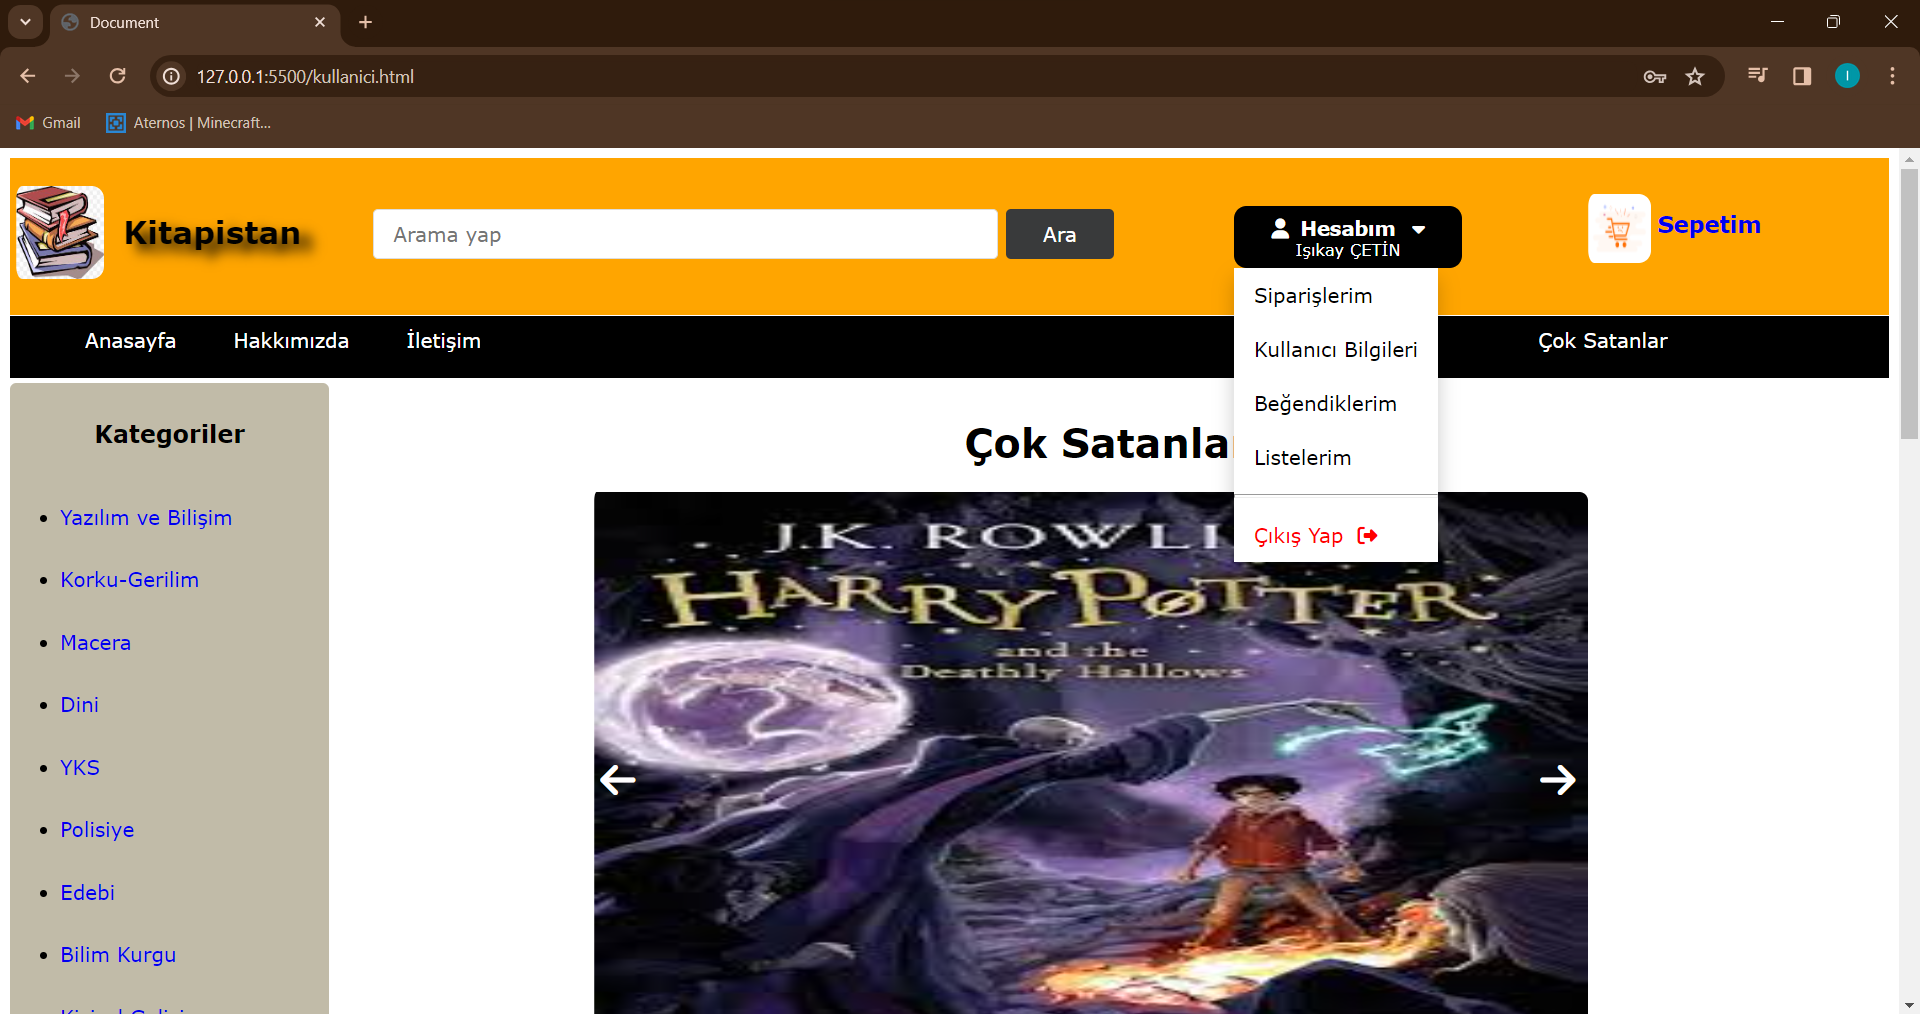 Document
127.0.0.1:5500/kullanici.html
I
Gmail
Aternos | Minecraft...
Kitapistan
Arama yap
Ara
Hesabım
Işıkay ÇETİN
Sepetim
Siparişlerim
Kullanıcı Bilgileri
Beğendiklerim
Listelerim
Çıkış Yap
Anasayfa
Hakkımızda
İletişim
Çok Satanlar
Kategoriler
Yazılım ve Bilişim
Korku-Gerilim
Macera
Dini
YKS
Polisiye
Edebi
Bilim Kurgu
Çok Satanla
J.K. ROWLI
HARRY POTTER
and the
Deathly Hallows